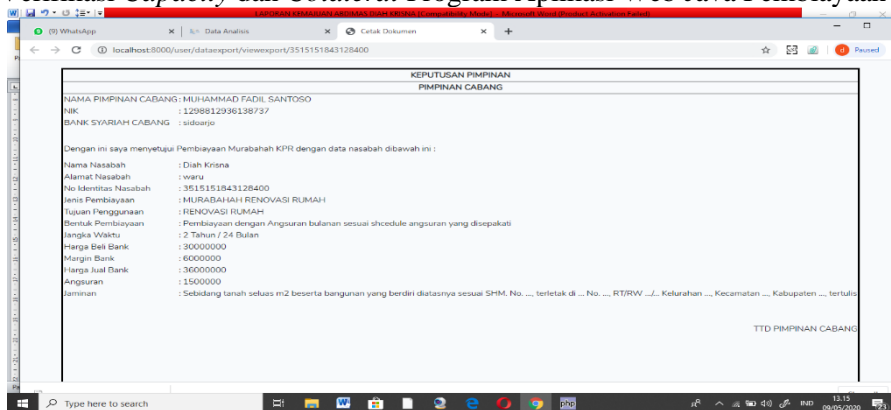 Verifikasi Capacity dan Colateral Program Aplikasi Web Java Pembiayaan
LAPORAN KEMARIAN ABDIMAS DIAH KRISNA [Compatibility Mode] - Microsoft Word (Product Activation Failed)
(9) WhatsApp
Data Analisis
Cetak Dokumen
localhost:8000/user/dataexport/viewexport/3515151843128400
Paused
KEPUTUSAN PIMPINAN
PIMPINAN CABANG
NAMA PIMPINAN CABANG : MUHAMMAD FADIL SANTOSO
NIK : 1298812936138737
BANK SYARIAH CABANG : sidoarjo
Dengan ini saya menyetujui Pembiayaan Murabahah KPR dengan data nasabah dibawah ini :
Nama Nasabah : Diah Krisna
Alamat Nasabah : waru
No Identitas Nasabah : 3515151843128400
Jenis Pembiayaan : MURABAHAH RENOVASI RUMAH
Tujuan Penggunaan : RENOVASI RUMAH
Bentuk Pembiayaan : Pembiayaan dengan Angsuran bulanan sesuai shcedule angsuran yang disepakati
Jangka Waktu : 2 Tahun / 24 Bulan
Harga Beli Bank : 30000000
Margin Bank : 6000000
Harga Jual Bank : 36000000
Angsuran : 1500000
Jaminan : Sebidang tanah seluas m2 beserta bangunan yang berdiri diatasnya sesuai SHM. No. ..., terletak di ... No. ..., RT/RW .../... Kelurahan ..., Kecamatan ..., Kabupaten ..., tertulis
TTD PIMPINAN CABANG
Type here to search
php
IND
13.15
09/05/2020